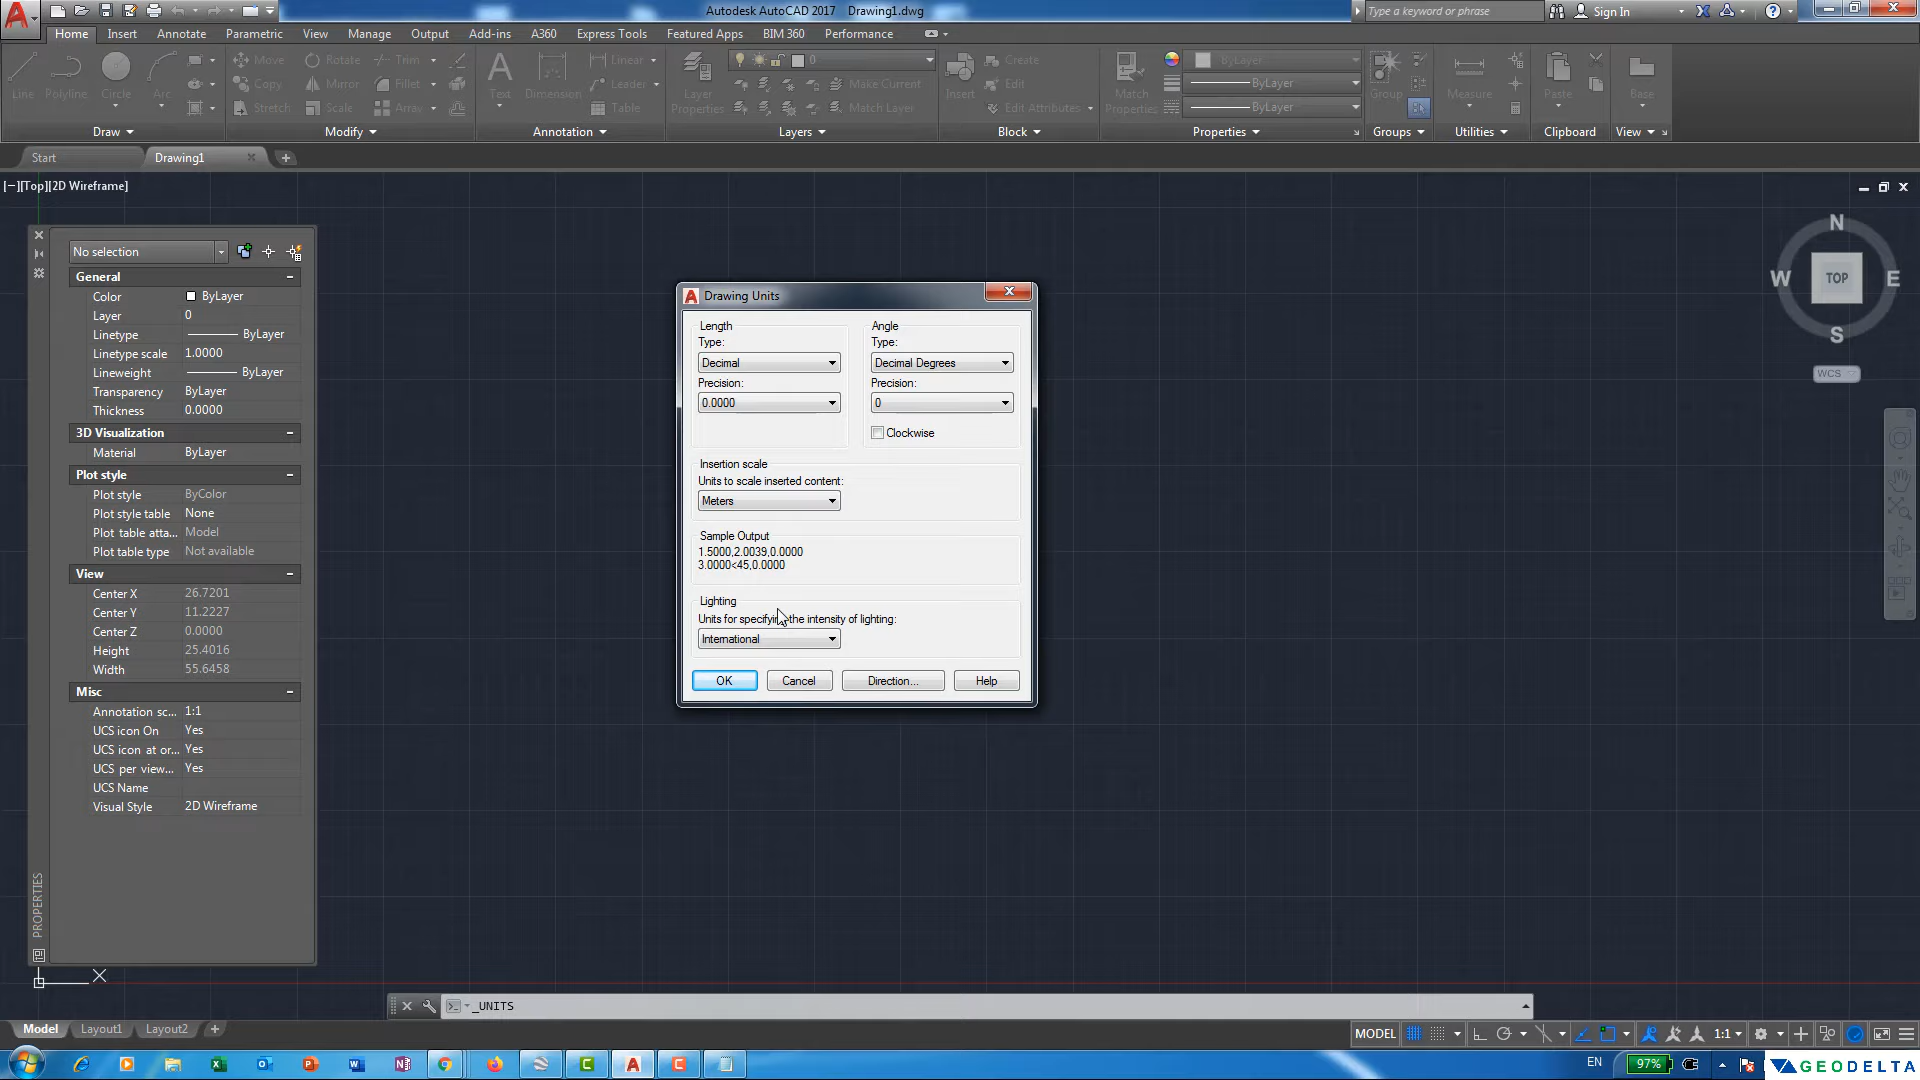 Autodesk AutoCAD 2017 Drawing1.dwg
Type a keyword or phrase
Sign In
Home Insert Annotate Parametric View Manage Output Add-ins A360 Express Tools Featured Apps BIM 360 Performance
Line Polyline Circle Arc
Move Rotate Trim
Copy Mirror Fillet
Stretch Scale Array
Text Dimension
Linear
Leader
Table
Layer Properties
0
Make Current
Match Layer
Insert
Create
Edit
Edit Attributes
Match Properties
ByLayer
ByLayer
ByLayer
Group
Measure
Paste
Base
Draw Modify Annotation Layers Block Properties Groups Utilities Clipboard View
Start Drawing1
[−][Top][2D Wireframe]
No selection
General
Color ByLayer
Layer 0
Linetype ByLayer
Linetype scale 1.0000
Lineweight ByLayer
Transparency ByLayer
Thickness 0.0000
3D Visualization
Material ByLayer
Plot style
Plot style ByColor
Plot style table None
Plot table atta... Model
Plot table type Not available
View
Center X 26.7201
Center Y 11.2227
Center Z 0.0000
Height 25.4016
Width 55.6458
Misc
Annotation sc... 1:1
UCS icon On Yes
UCS icon at or... Yes
UCS per view... Yes
UCS Name
Visual Style 2D Wireframe
PROPERTIES
Drawing Units
Length
Type:
Decimal
Precision:
0.0000
Angle
Type:
Decimal Degrees
Precision:
0
Clockwise
Insertion scale
Units to scale inserted content:
Meters
Sample Output
1.5000,2.0039,0.0000
3.0000<45,0.0000
Lighting
Units for specifying the intensity of lighting:
International
OK Cancel Direction... Help
N
W TOP E
S
WCS
X
_UNITS
Model Layout1 Layout2
MODEL 1:1
EN 97% GEODELTA